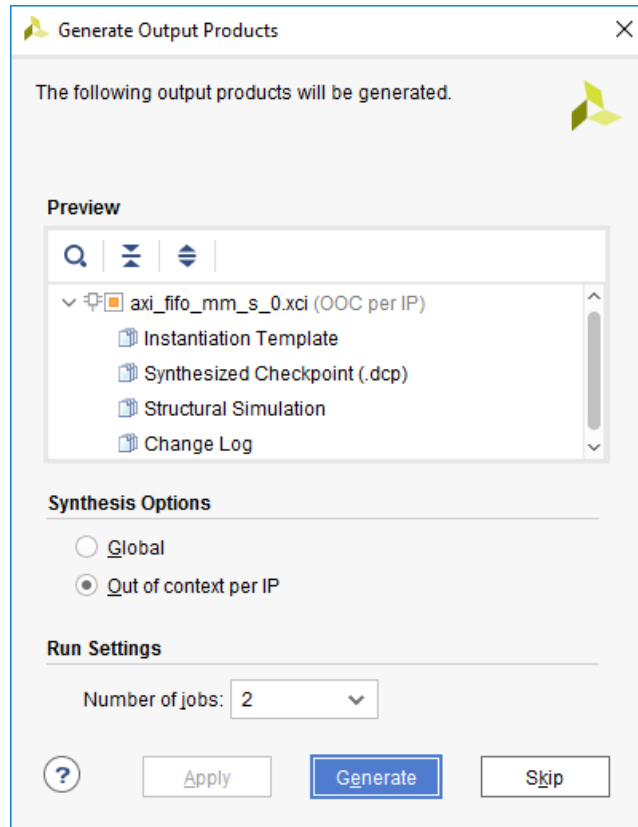 Generate Output Products
The following output products will be generated.
Preview
axi_fifo_mm_s_0.xci (OOC per IP)
Instantiation Template
Synthesized Checkpoint (.dcp)
Structural Simulation
Change Log
Synthesis Options
Global
Out of context per IP
Run Settings
Number of jobs: 2
? Apply Generate Skip